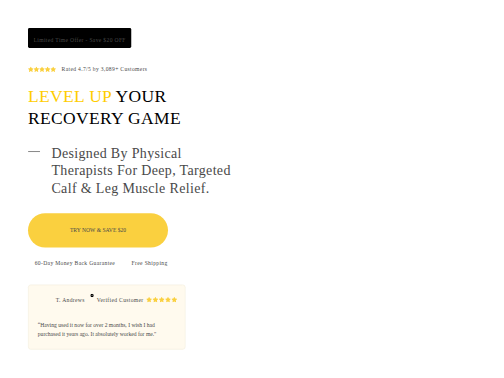 Limited Time Offer - Save $20 OFF
Rated 4.7/5 by 3,089+ Customers
LEVEL UP YOUR
RECOVERY GAME
Designed By Physical
Therapists For Deep, Targeted
Calf & Leg Muscle Relief.
TRY NOW & SAVE $20
60-Day Money Back Guarantee Free Shipping
T. Andrews Verified Customer
"Having used it now for over 2 months, I wish I had
purchased it years ago. It absolutely worked for me."